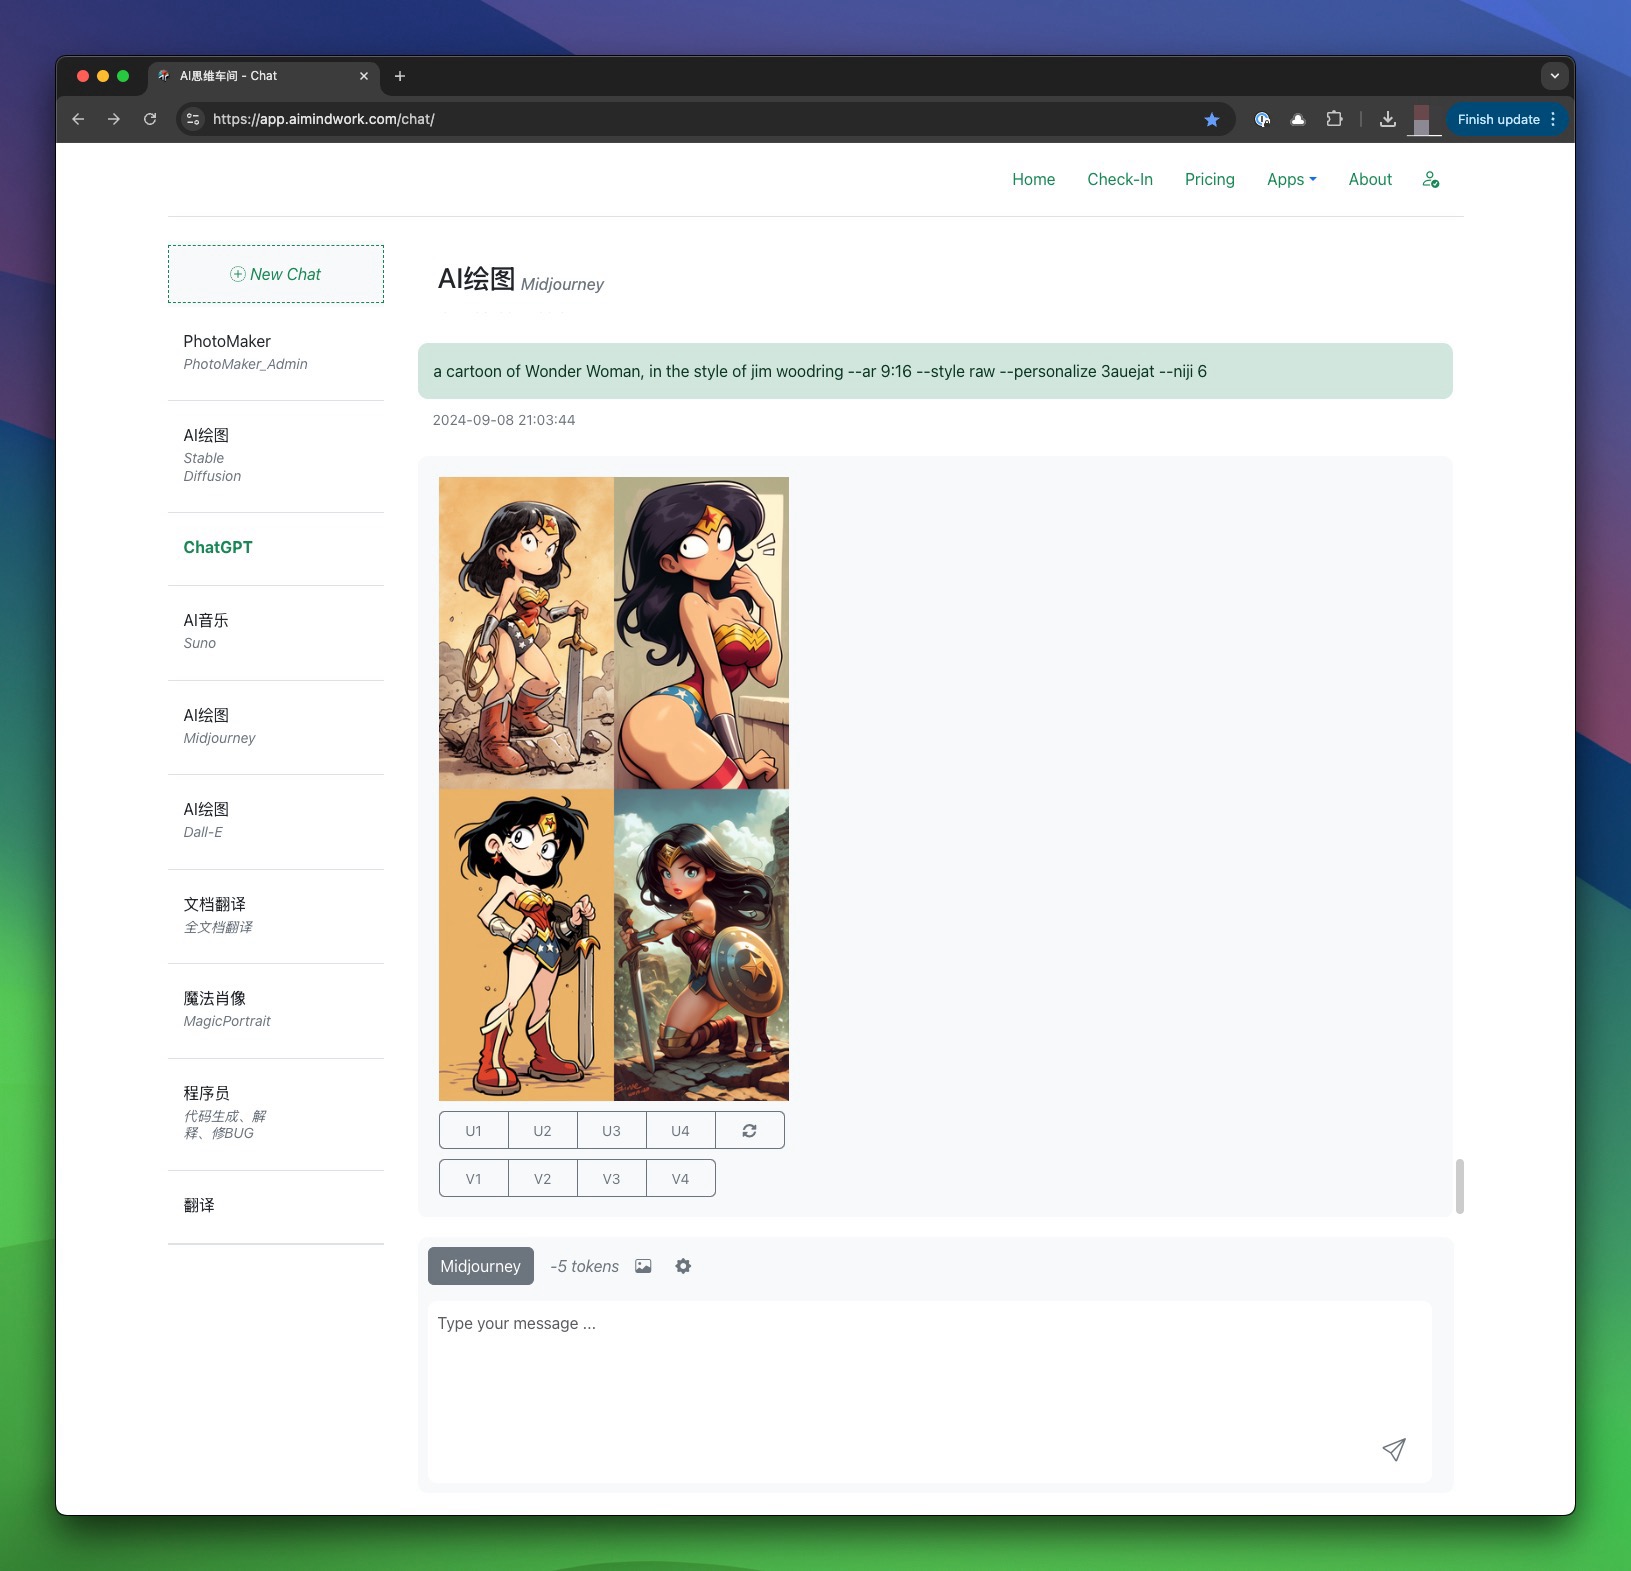 AI思维车间 - Chat
https://app.aimindwork.com/chat/
Finish update
Home
Check-In
Pricing
Apps
About
New Chat
PhotoMaker
PhotoMaker_Admin
AI绘图
Stable
Diffusion
ChatGPT
AI音乐
Suno
AI绘图
Midjourney
AI绘图
Dall-E
文档翻译
全文档翻译
魔法肖像
MagicPortrait
程序员
代码生成、解
释、修BUG
翻译
AI绘图 Midjourney
a cartoon of Wonder Woman, in the style of jim woodring --ar 9:16 --style raw --personalize 3auejat --niji 6
2024-09-08 21:03:44
U1
U2
U3
U4
V1
V2
V3
V4
Midjourney
-5 tokens
Type your message ...